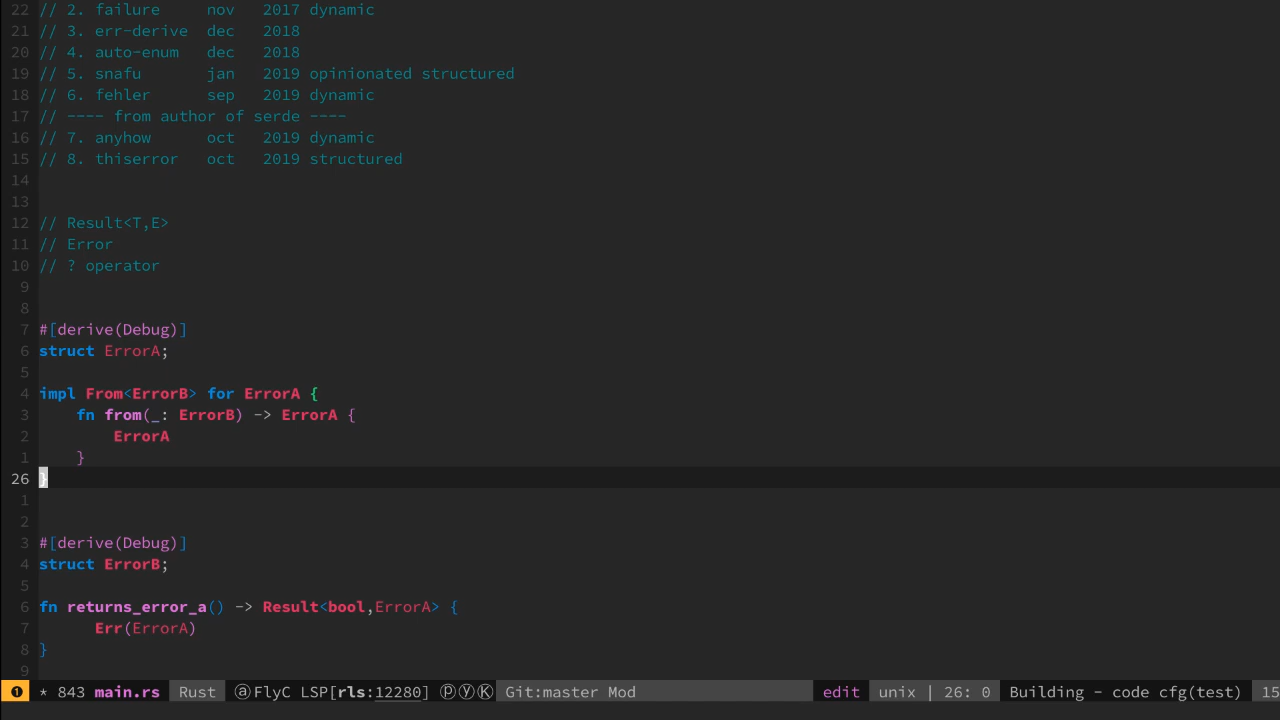 22 // 2. failure     nov   2017 dynamic
21 // 3. err-derive  dec   2018
20 // 4. auto-enum   dec   2018
19 // 5. snafu       jan   2019 opinionated structured
18 // 6. fehler      sep   2019 dynamic
17 // ---- from author of serde ----
16 // 7. anyhow      oct   2019 dynamic
15 // 8. thiserror   oct   2019 structured
14
13
12 // Result<T,E>
11 // Error
10 // ? operator
9
8
7 #[derive(Debug)]
6 struct ErrorA;
5
4 impl From<ErrorB> for ErrorA {
3     fn from(_: ErrorB) -> ErrorA {
2         ErrorA
1     }
26 }
1
2
3 #[derive(Debug)]
4 struct ErrorB;
5
6 fn returns_error_a() -> Result<bool,ErrorA> {
7       Err(ErrorA)
8 }
9
❶ * 843 main.rs Rust ⓐFlyC LSP[rls:12280] ⓟⓨⓀ Git:master Mod edit unix | 26: 0 Building - code cfg(test) 15